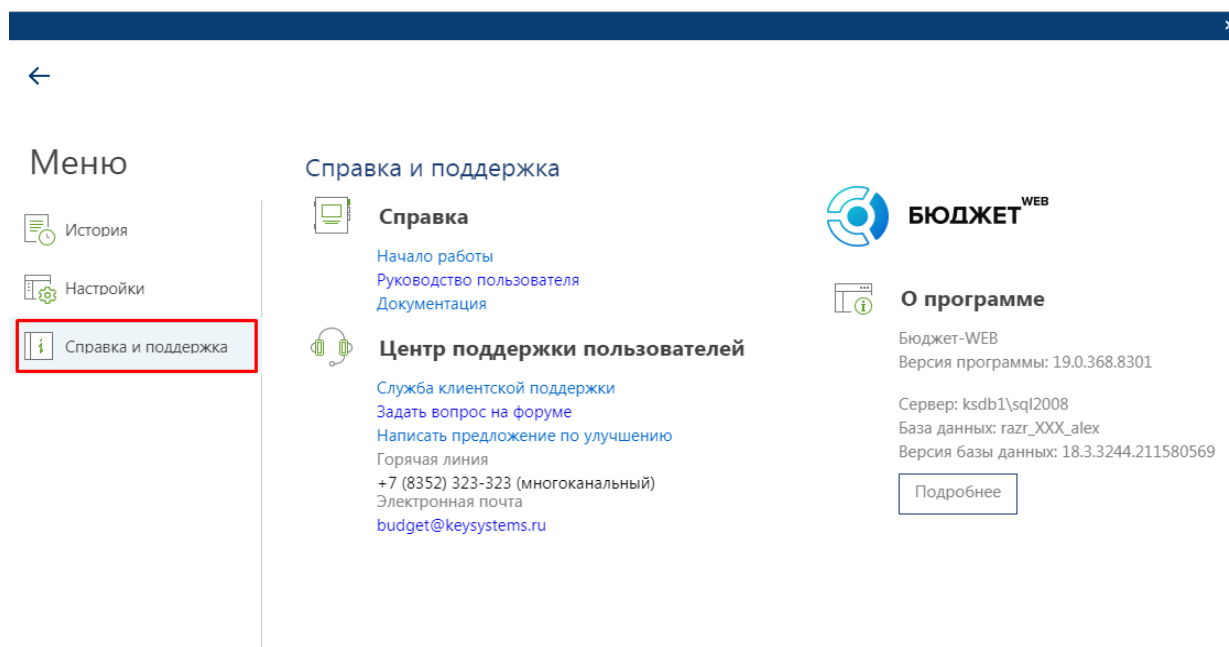 Меню
История
Настройки
Справка и поддержка
Справка и поддержка
Справка
Начало работы
Руководство пользователя
Документация
Центр поддержки пользователей
Служба клиентской поддержки
Задать вопрос на форуме
Написать предложение по улучшению
Горячая линия
+7 (8352) 323-323 (многоканальный)
Электронная почта
budget@keysystems.ru
БЮДЖЕТ WEB
О программе
Бюджет-WEB
Версия программы: 19.0.368.8301
Сервер: ksdb1\sql2008
База данных: razr_XXX_alex
Версия базы данных: 18.3.3244.211580569
Подробнее